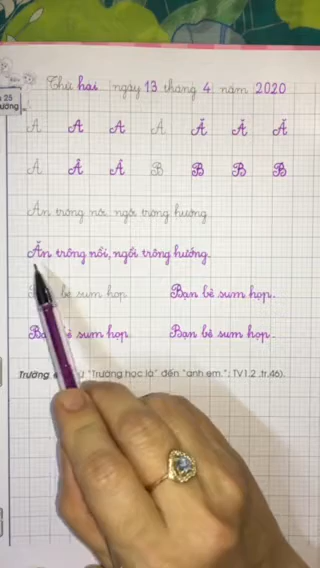 Thứ hai ngày 13 tháng 4 năm 2020
A A A Ă Ă Ă Ă
Â Â Â B B B B
Ăn trông nồi, ngồi trông hướng.
Ăn trông nồi, ngồi trông hướng.
bè sum họp Bạn bè sum họp.
bè sum họp Bạn bè sum họp.
Trường "Trường học là" đến "anh em."; TV1.2 ,tr.46).